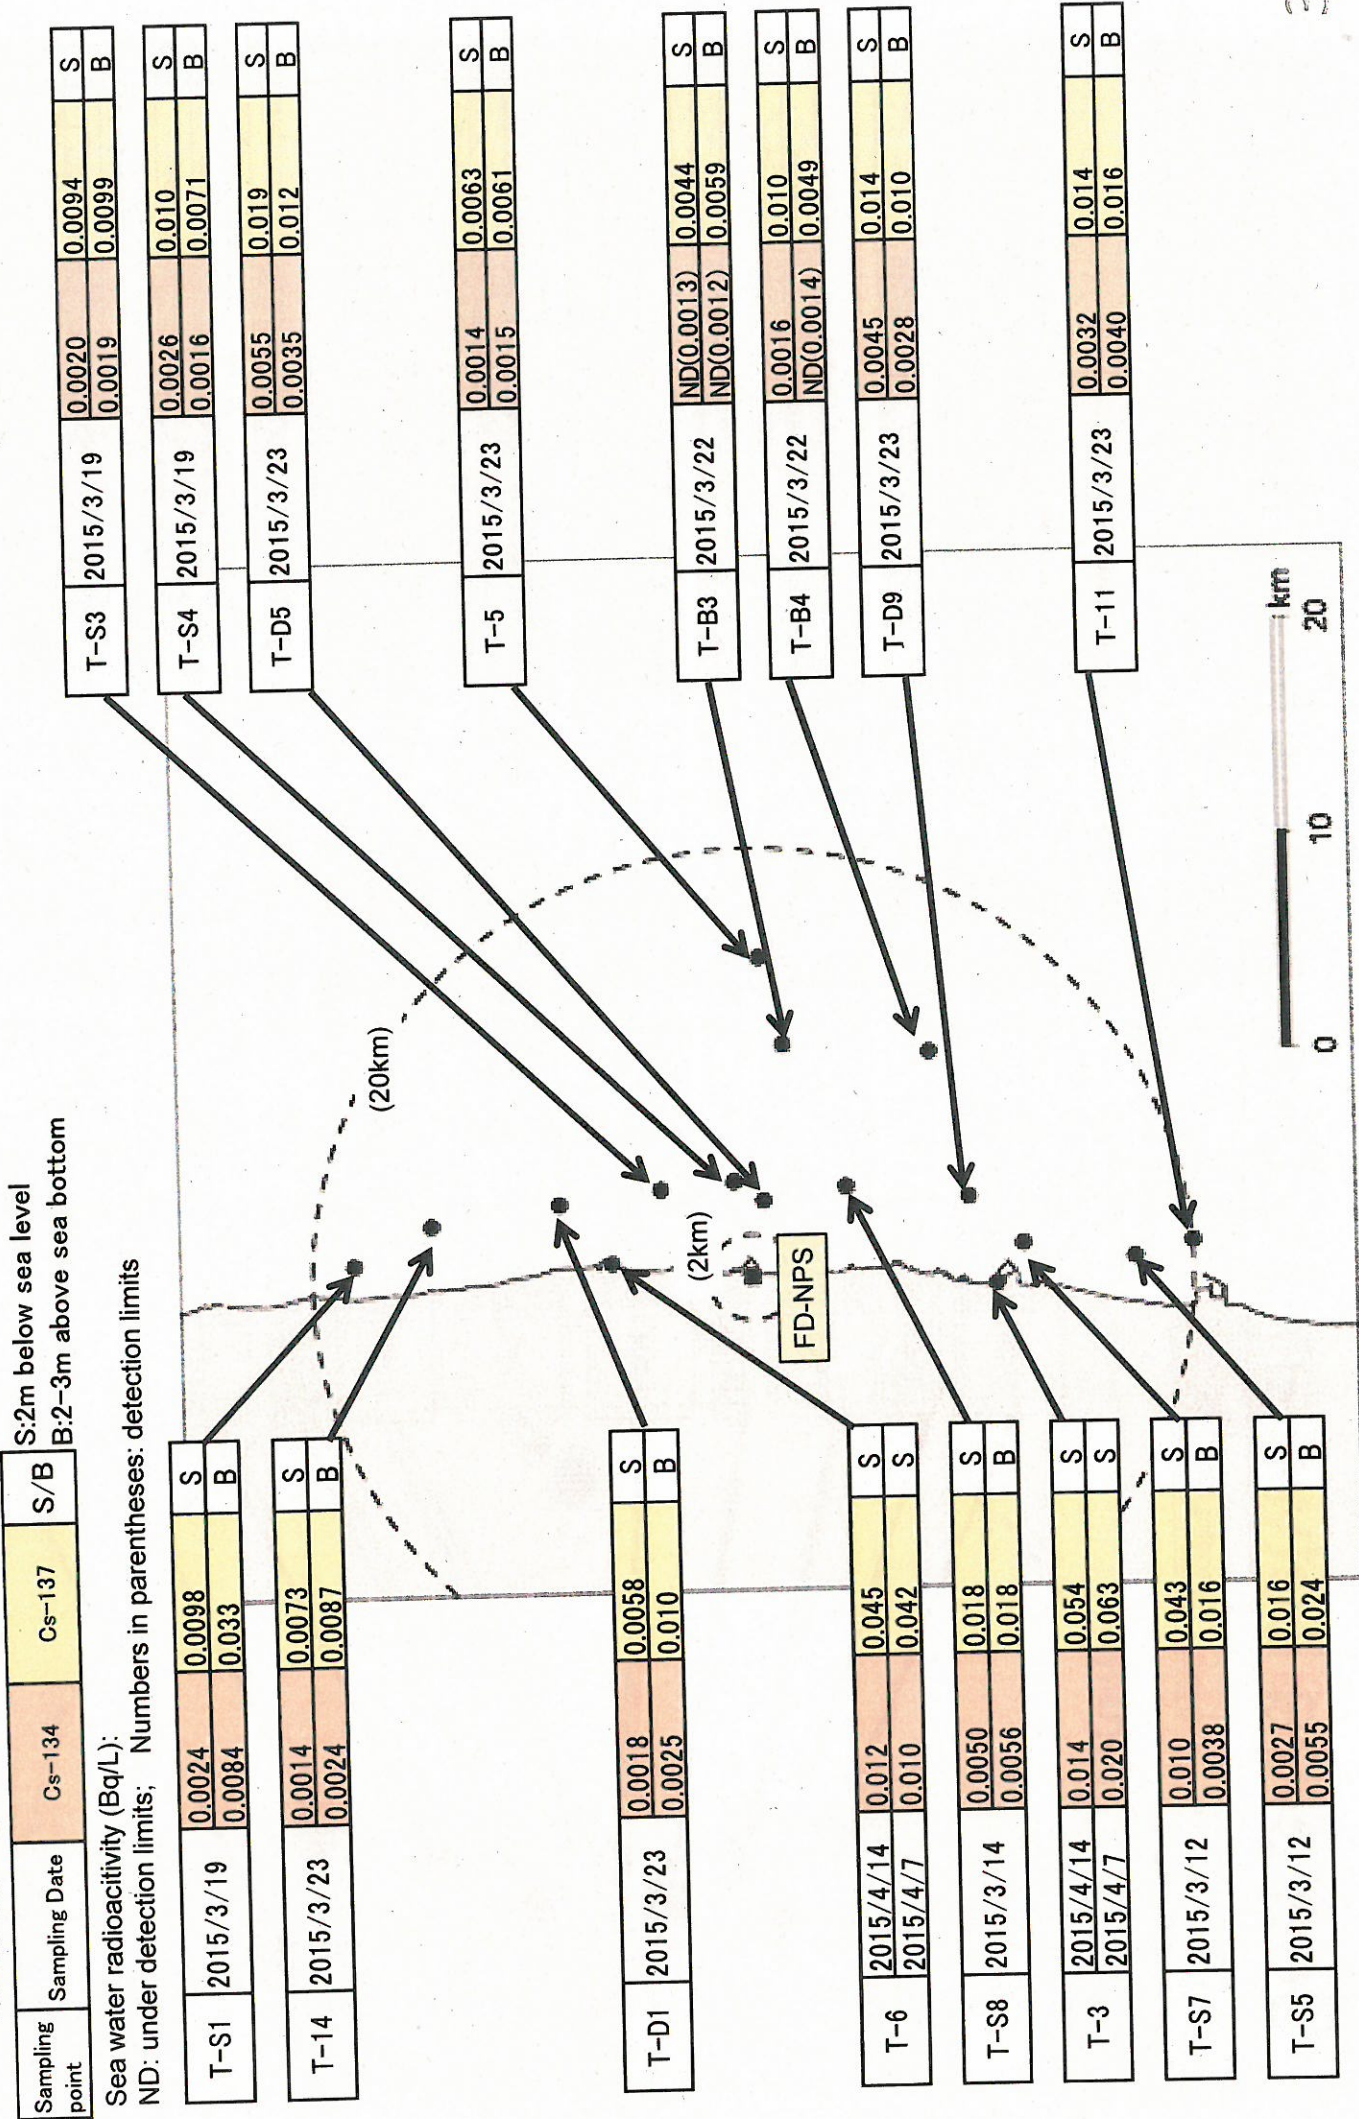 Sampling point Sampling Date Cs-134 Cs-137 S/B
S:2m below sea level
B:2-3m above sea bottom
Sea water radioacitivity (Bq/L):
ND: under detection limits; Numbers in parentheses: detection limits
T-S1 2015/3/19 0.0024 0.0098 S
0.0084 0.033 B
T-14 2015/3/23 0.0014 0.0073 S
0.0024 0.0087 B
T-D1 2015/3/23 0.0018 0.0058 S
0.0025 0.010 B
T-6 2015/4/14 0.012 0.045 S
2015/4/7 0.010 0.042 S
T-S8 2015/3/14 0.0050 0.018 S
0.0056 0.018 B
T-3 2015/4/14 0.014 0.054 S
2015/4/7 0.020 0.063 S
T-S7 2015/3/12 0.010 0.043 S
0.0038 0.016 B
T-S5 2015/3/12 0.0027 0.016 S
0.0055 0.024 B
(20km)
(2km)
FD-NPS
T-S3 2015/3/19 0.0020 0.0094 S
0.0019 0.0099 B
T-S4 2015/3/19 0.0026 0.010 S
0.0016 0.0071 B
T-D5 2015/3/23 0.0055 0.019 S
0.0035 0.012 B
T-5 2015/3/23 0.0014 0.0063 S
0.0015 0.0061 B
T-B3 2015/3/22 ND(0.0013) 0.0044 S
ND(0.0012) 0.0059 B
T-B4 2015/3/22 0.0016 0.010 S
ND(0.0014) 0.0049 B
T-D9 2015/3/23 0.0045 0.014 S
0.0028 0.010 B
T-11 2015/3/23 0.0032 0.014 S
0.0040 0.016 B
km
0 10 20